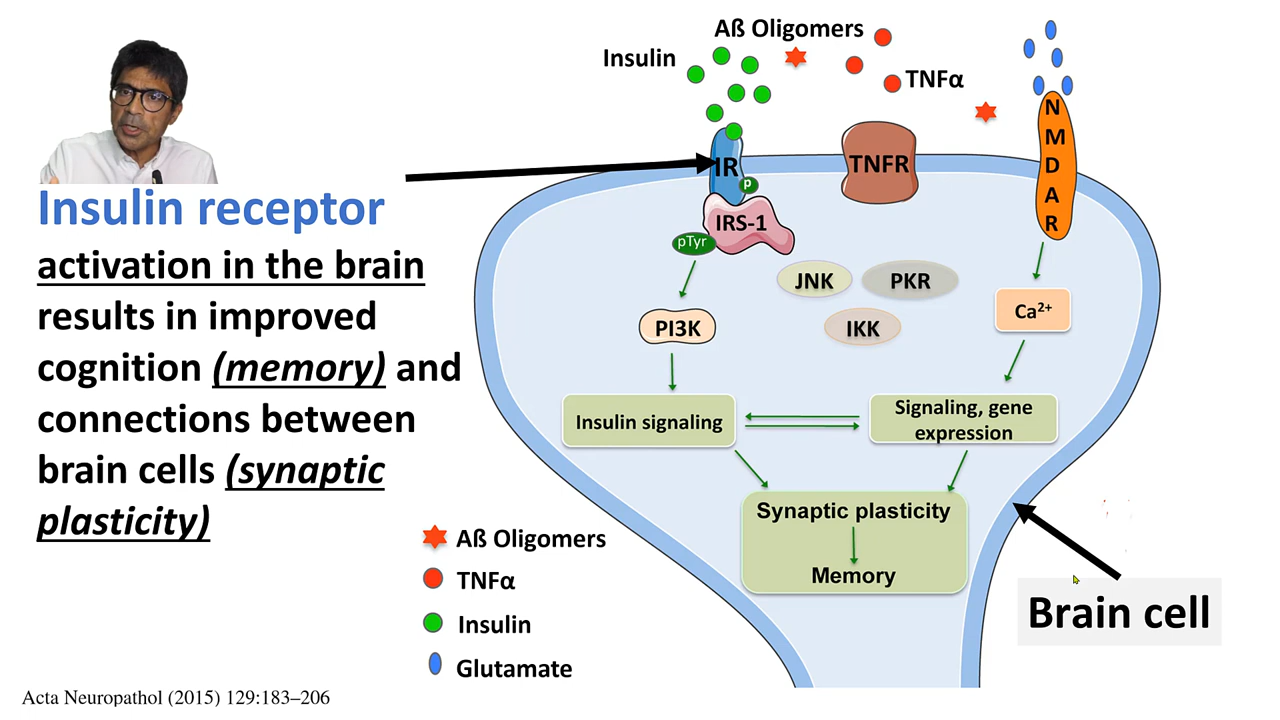 Insulin receptor
activation in the brain
results in improved
cognition (memory) and
connections between
brain cells (synaptic
plasticity)
Aß Oligomers
Insulin
TNFα
IR
P
IRS-1
pTyr
TNFR
N
M
D
A
R
JNK
PKR
IKK
PI3K
Ca²⁺
Insulin signaling
Signaling, gene
expression
Synaptic plasticity
Memory
Aß Oligomers
TNFα
Insulin
Glutamate
Brain cell
Acta Neuropathol (2015) 129:183–206